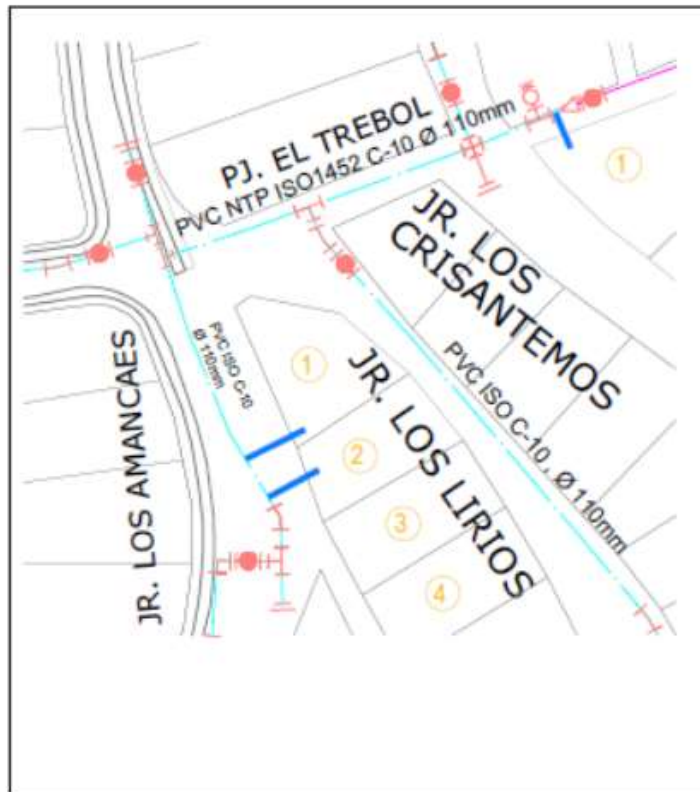 PJ. EL TREBOL
PVC NTP ISO1452 C-10 Ø 110mm
1
JR. LOS
CRISANTEMOS
PVC ISO C-10
Ø 110mm
1
JR. LOS LIRIOS
PVC ISO C-10 , Ø 110mm
JR. LOS AMANCAES
2
3
4